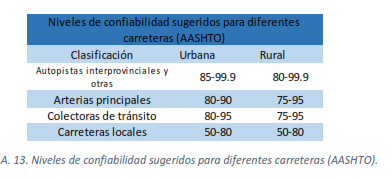 Niveles de confiabilidad sugeridos para diferentes
carreteras (AASHTO)
Clasificación Urbana Rural
Autopistas interprovinciales y
otras 85-99.9 80-99.9
Arterias principales 80-90 75-95
Colectoras de tránsito 80-95 75-95
Carreteras locales 50-80 50-80
A. 13. Niveles de confiabilidad sugeridos para diferentes carreteras (AASHTO).